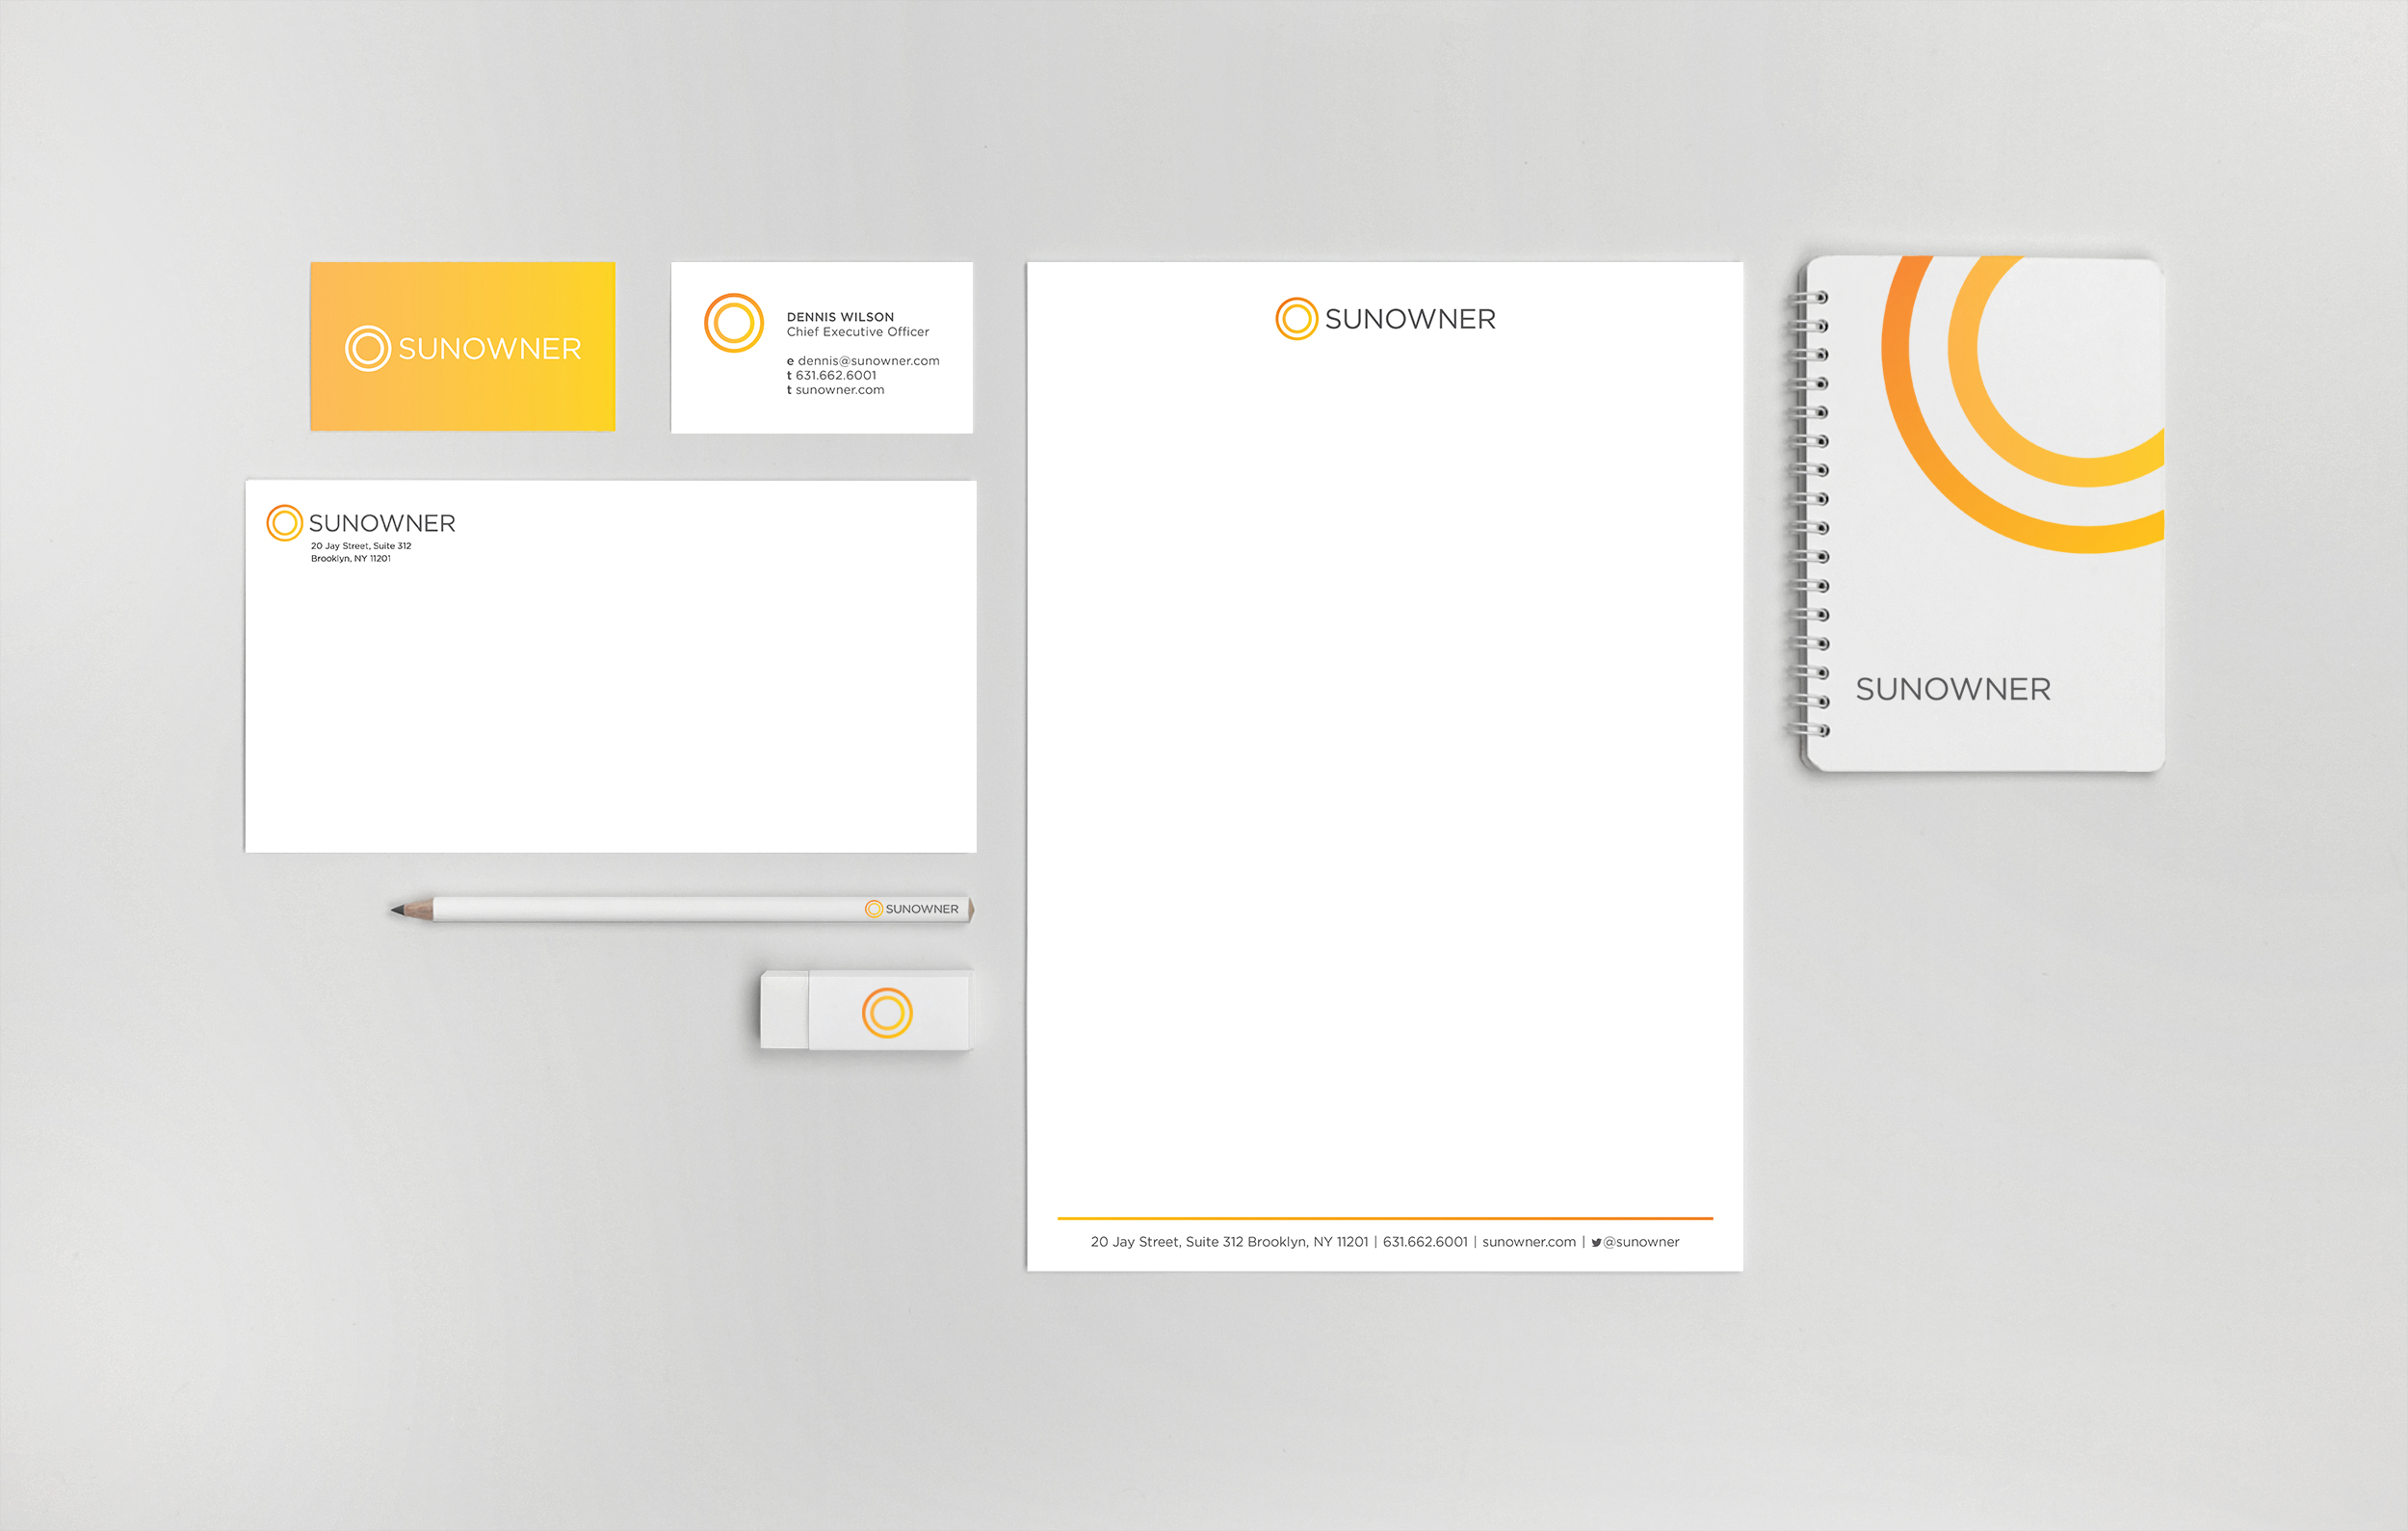 SUNOWNER
DENNIS WILSON
Chief Executive Officer
e dennis@sunowner.com
t 631.662.6001
t sunowner.com
SUNOWNER
20 Jay Street, Suite 312
Brooklyn, NY 11201
SUNOWNER
SUNOWNER
20 Jay Street, Suite 312 Brooklyn, NY 11201 | 631.662.6001 | sunowner.com | @sunowner
SUNOWNER